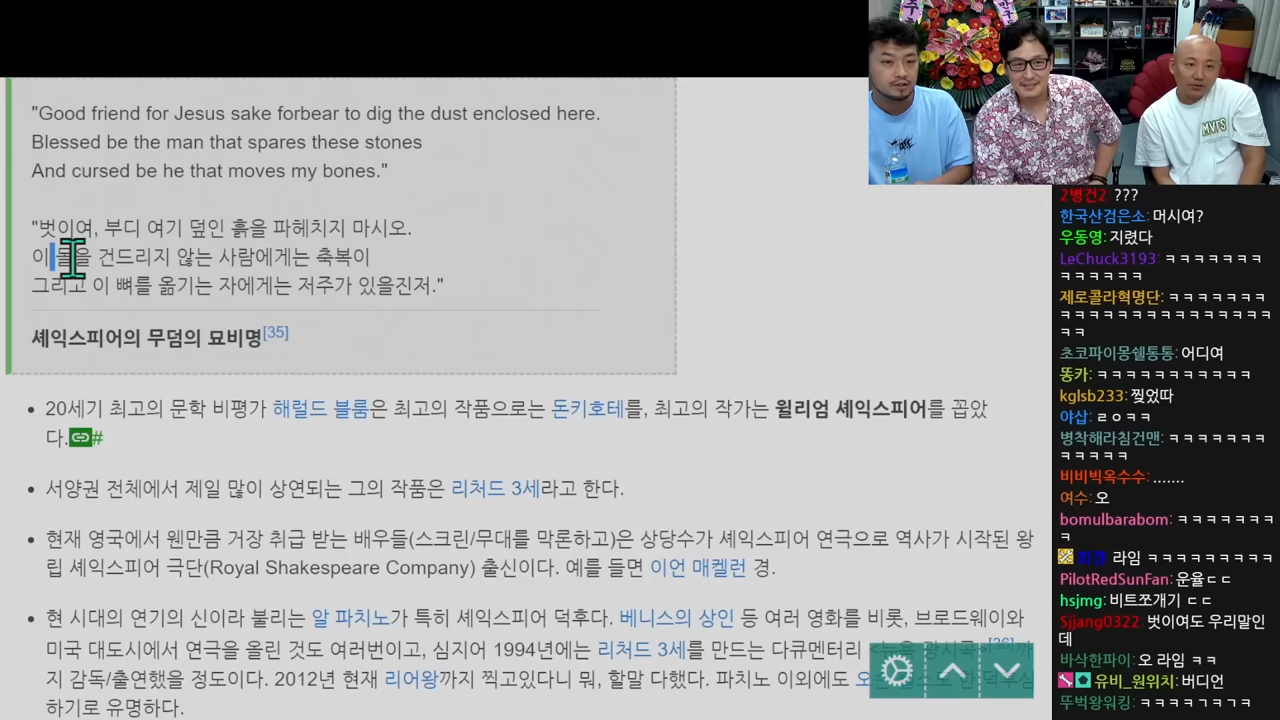 "Good friend for Jesus sake forbear to dig the dust enclosed here.
Blessed be the man that spares these stones
And cursed be he that moves my bones."
"벗이여, 부디 여기 덮인 흙을 파헤치지 마시오.
이 돌을 건드리지 않는 사람에게는 축복이
그리고 이 뼈를 옮기는 자에게는 저주가 있을진저."
셰익스피어의 무덤의 묘비명[35]
20세기 최고의 문학 비평가 해럴드 블룸은 최고의 작품으로는 돈키호테를, 최고의 작가는 윌리엄 셰익스피어를 꼽았
다.#
서양권 전체에서 제일 많이 상연되는 그의 작품은 리처드 3세라고 한다.
현재 영국에서 웬만큼 거장 취급 받는 배우들(스크린/무대를 막론하고)은 상당수가 셰익스피어 연극으로 역사가 시작된 왕
립 셰익스피어 극단(Royal Shakespeare Company) 출신이다. 예를 들면 이언 매켈런 경.
현 시대의 연기의 신이라 불리는 알 파치노가 특히 셰익스피어 덕후다. 베니스의 상인 등 여러 영화를 비롯, 브로드웨이와
미국 대도시에서 연극을 올린 것도 여러번이고, 심지어 1994년에는 리처드 3세를 만드는 다큐멘터리 <뉴욕 광시곡>[36]까
지 감독/출연했을 정도이다. 2012년 현재 리어왕까지 찍고있다니 뭐, 할말 다했다. 파치노 이외에도
하기로 유명하다.
MVFS
2병건2: ???
한국산검은소: 머시여?
우동영: 지렸다
LeChuck3193: ㅋㅋㅋㅋㅋㅋㅋ
ㅋㅋㅋㅋㅋㅋ
제로콜라혁명단: ㅋㅋㅋㅋㅋㅋㅋ
ㅋㅋㅋㅋㅋㅋㅋㅋㅋㅋㅋㅋㅋㅋㅋ
ㅋㅋ
초코파이몽쉘통통: 어디여
똥카: ㅋㅋㅋㅋㅋㅋㅋㅋㅋㅋㅋ
kglsb233: 찢었따
야삽: ㄹㅇㅋㅋ
병착해라침건맨: ㅋㅋㅋㅋㅋㅋㅋ
ㅋㅋㅋㅋㅋ
비비빅옥수수: .......
여수: 오
bomulbarabom: ㅋㅋㅋㅋㅋㅋㅋ
ㅋ
라임 ㅋㅋㅋㅋㅋㅋㅋㅋㅋ
PilotRedSunFan: 운율ㄷㄷ
hsjmg: 비트쪼개기 ㄷㄷ
Sjjang0322: 벗이여도 우리말인
데
바삭한파이: 오 라임 ㅋㅋ
유비_원위치: 버디언
뚜벅왕워킹: ㅋㅋㅋㅋㄱㅋㄱㅋ